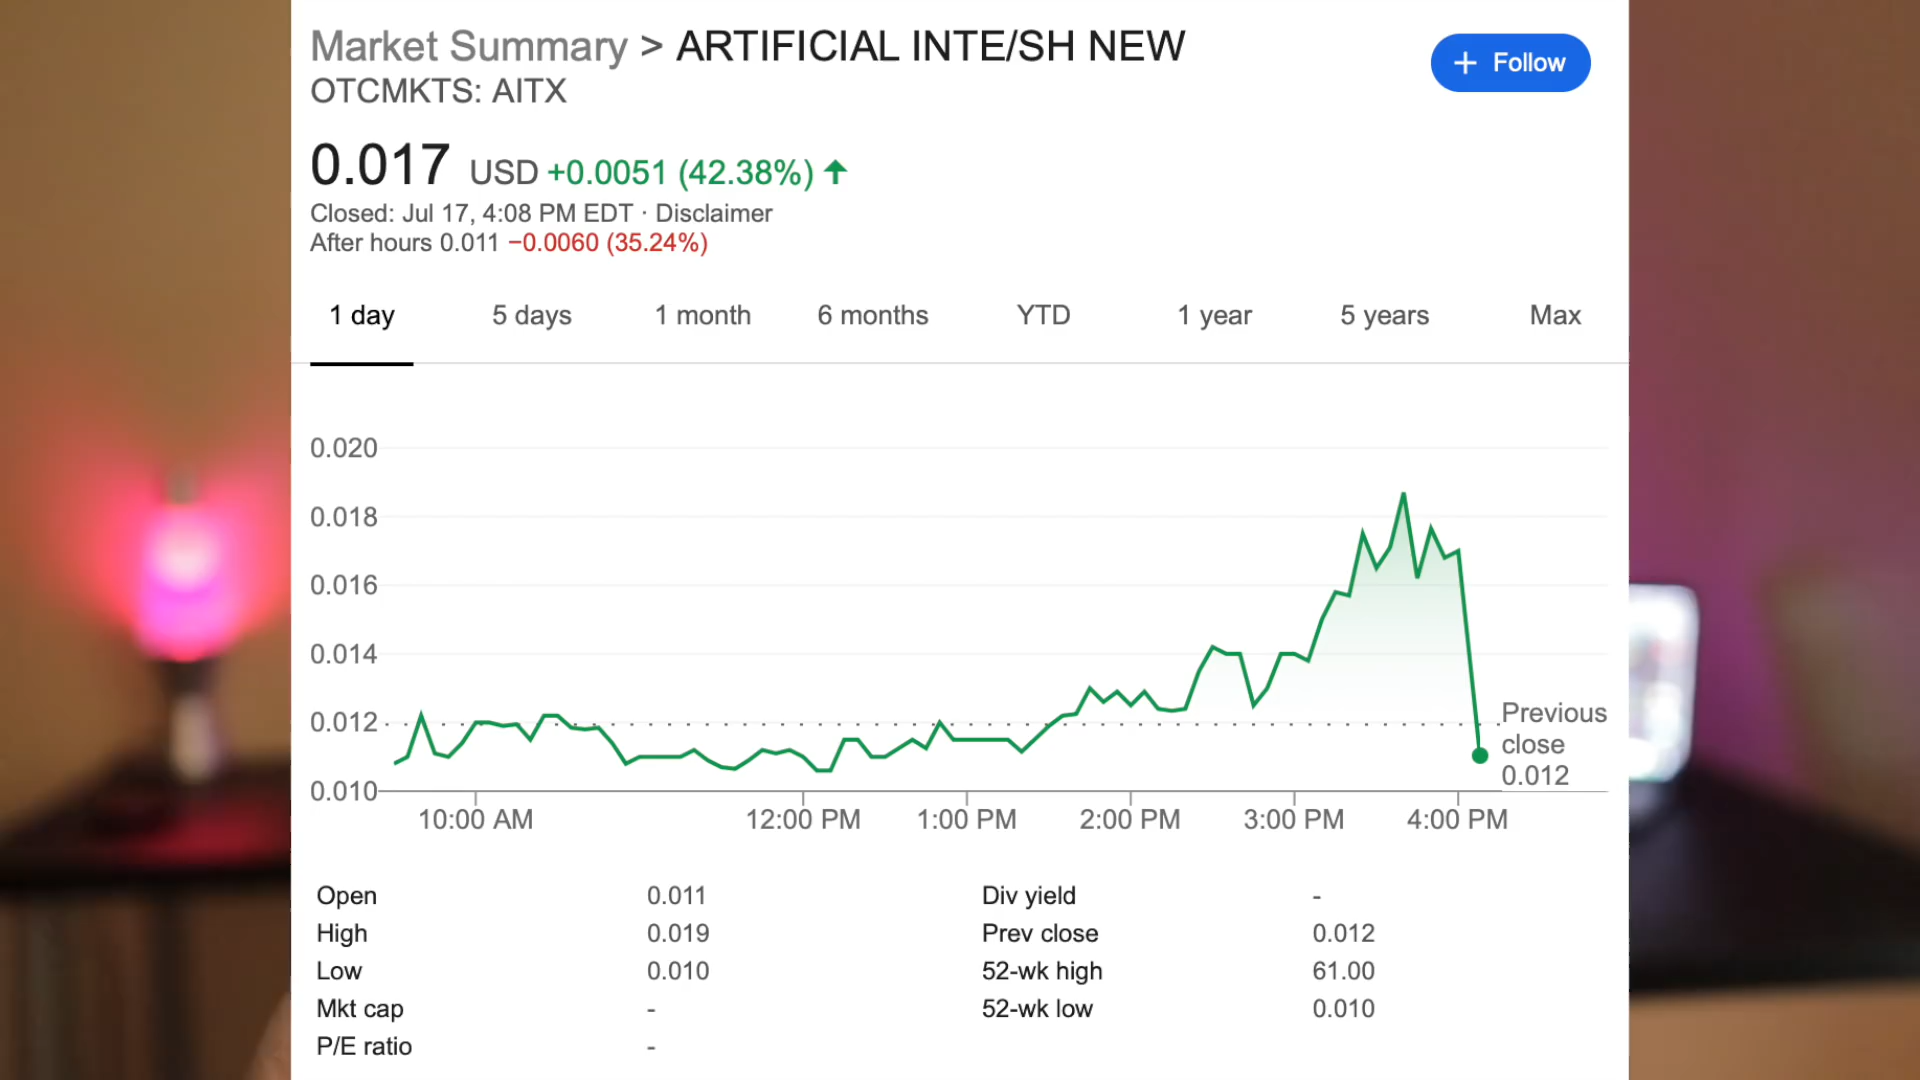 Market Summary > ARTIFICIAL INTE/SH NEW
OTCMKTS: AITX
+ Follow
0.017 USD +0.0051 (42.38%) ↑
Closed: Jul 17, 4:08 PM EDT · Disclaimer
After hours 0.011 −0.0060 (35.24%)
1 day 5 days 1 month 6 months YTD 1 year 5 years Max
0.020
0.018
0.016
0.014
0.012
0.010
Previous
close
0.012
10:00 AM 12:00 PM 1:00 PM 2:00 PM 3:00 PM 4:00 PM
Open 0.011 Div yield -
High 0.019 Prev close 0.012
Low 0.010 52-wk high 61.00
Mkt cap - 52-wk low 0.010
P/E ratio -